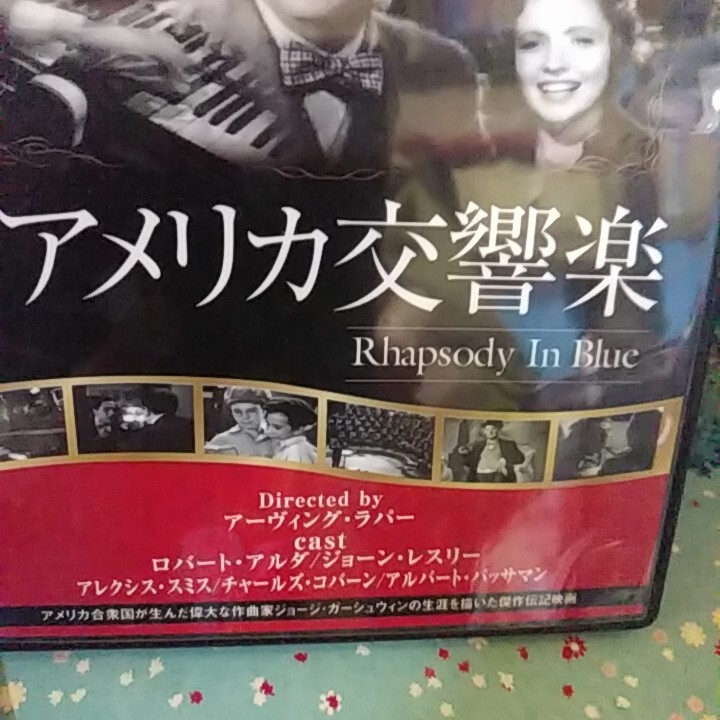 アメリカ交響楽
Rhapsody In Blue
Directed by
アーヴィング・ラパー
cast
ロバート・アルダ/ジョーン・レスリー
アレクシス・スミス/チャールズ・コバーン/アルバート・バッサマン
アメリカ合衆国が生んだ偉大な作曲家ジョージ・ガーシュウィンの生涯を描いた傑作伝記映画